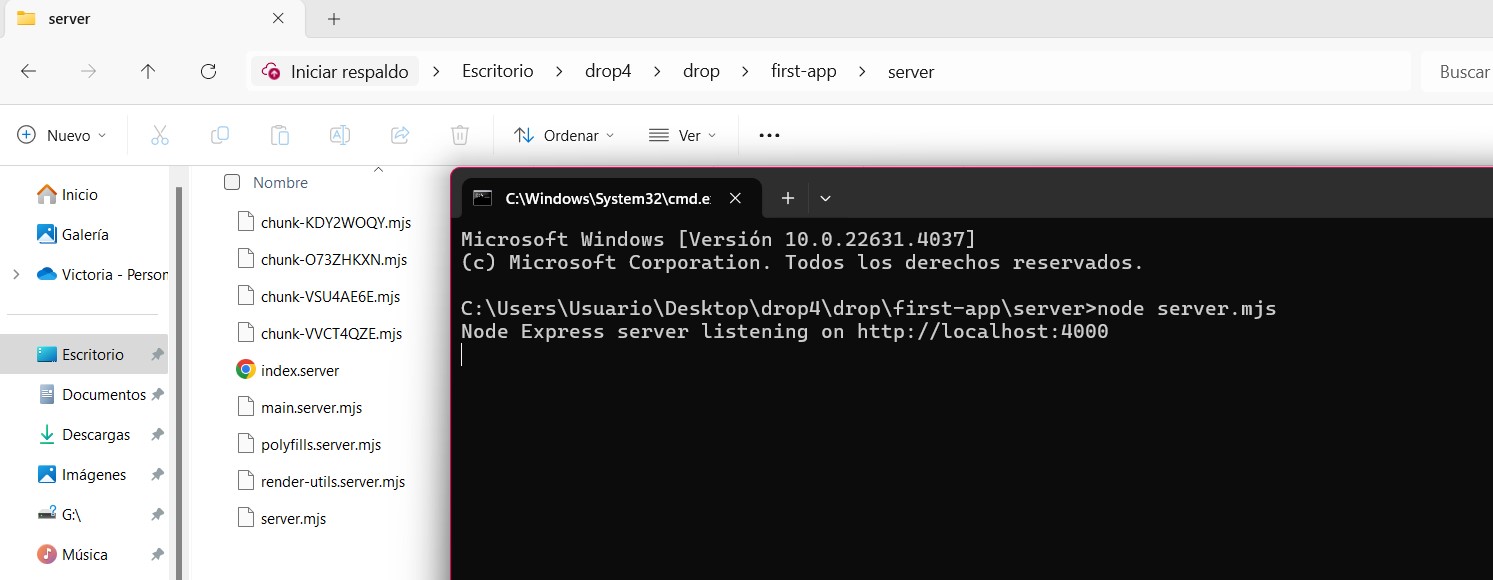 server
Iniciar respaldo > Escritorio > drop4 > drop > first-app > server
Buscar
Nuevo
Ordenar
Ver
Inicio
Galería
Victoria - Person
Escritorio
Documentos
Descargas
Imágenes
G:\
Música
Nombre
chunk-KDY2WOQY.mjs
chunk-O73ZHKXN.mjs
chunk-VSU4AE6E.mjs
chunk-VVCT4QZE.mjs
index.server
main.server.mjs
polyfills.server.mjs
render-utils.server.mjs
server.mjs
C:\Windows\System32\cmd.e
Microsoft Windows [Versión 10.0.22631.4037]
(c) Microsoft Corporation. Todos los derechos reservados.
C:\Users\Usuario\Desktop\drop4\drop\first-app\server>node server.mjs
Node Express server listening on http://localhost:4000